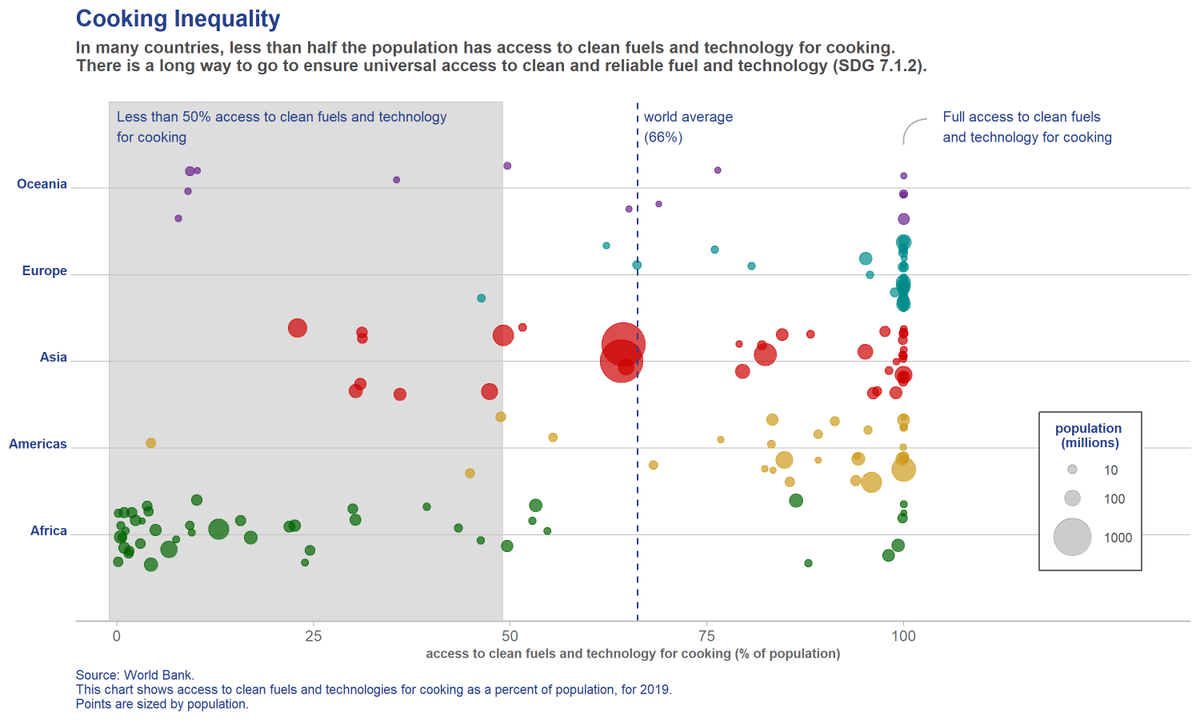 Cooking Inequality
In many countries, less than half the population has access to clean fuels and technology for cooking.
There is a long way to go to ensure universal access to clean and reliable fuel and technology (SDG 7.1.2).
Less than 50% access to clean fuels and technology
for cooking
world average
(66%)
Full access to clean fuels
and technology for cooking
Oceania
Europe
Asia
Americas
Africa
population
(millions)
10
100
1000
0
25
50
75
100
access to clean fuels and technology for cooking (% of population)
Source: World Bank.
This chart shows access to clean fuels and technologies for cooking as a percent of population, for 2019.
Points are sized by population.